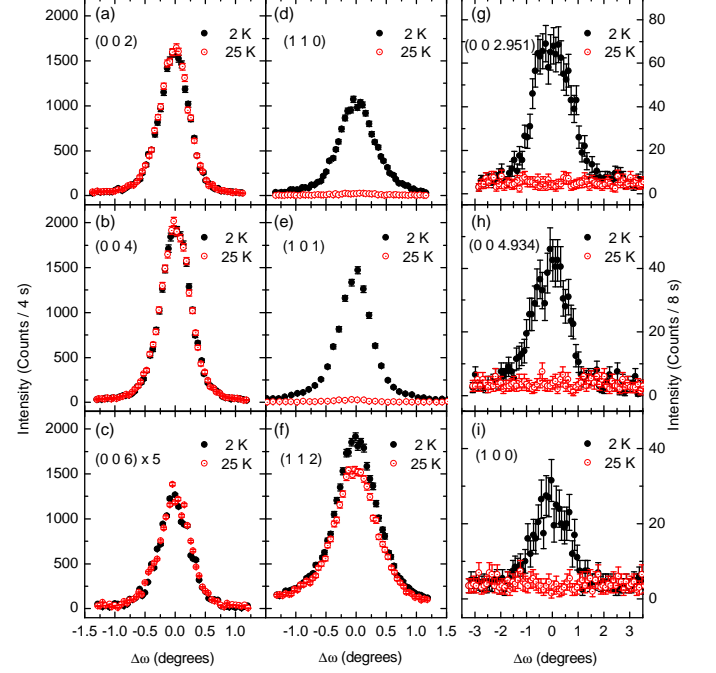 (a)
(0 0 2)
2 K
25 K
2000
1500
1000
500
0
(d)
(1 1 0)
2 K
25 K
(g)
(0 0 2.951)
2 K
25 K
80
60
40
20
0
(b)
(0 0 4)
2 K
25 K
2000
1500
1000
500
0
(e)
(1 0 1)
2 K
25 K
(h)
(0 0 4.934)
2 K
25 K
40
20
0
Intensity (Counts / 4 s)
Intensity (Counts / 8 s)
(c)
(0 0 6) x 5
2 K
25 K
2000
1500
1000
500
0
(f)
(1 1 2)
2 K
25 K
(i)
(1 0 0)
2 K
25 K
40
20
0
-1.5 -1.0 -0.5 0.0 0.5 1.0
-1.0 -0.5 0.0 0.5 1.0 1.5
-3 -2 -1 0 1 2 3
Δω (degrees)
Δω (degrees)
Δω (degrees)